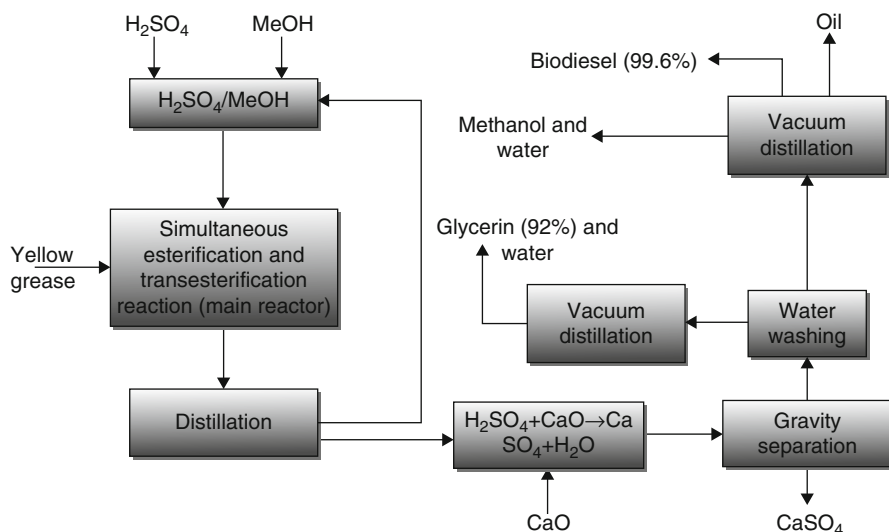 H₂SO₄
MeOH
H₂SO₄/MeOH
Yellow
grease
Simultaneous
esterification and
transesterification
reaction (main reactor)
Distillation
H₂SO₄+CaO→Ca
SO₄+H₂O
CaO
Gravity
separation
CaSO₄
Water
washing
Vacuum
distillation
Glycerin (92%) and
water
Vacuum
distillation
Methanol and
water
Biodiesel (99.6%)
Oil